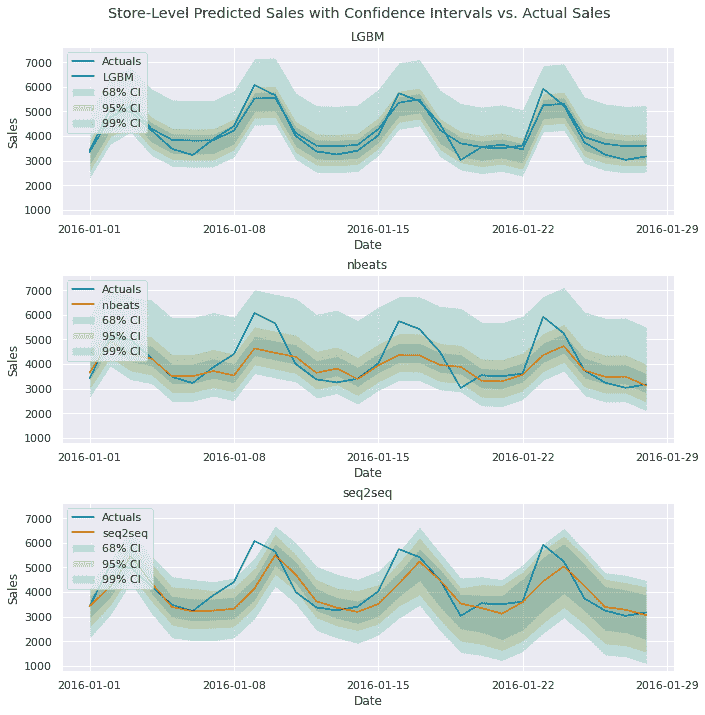 Store-Level Predicted Sales with Confidence Intervals vs. Actual Sales
LGBM
Sales
7000
6000
5000
4000
3000
2000
1000
Actuals
LGBM
68% CI
95% CI
99% CI
2016-01-01 2016-01-08 2016-01-15 2016-01-22 2016-01-29
Date
nbeats
Sales
7000
6000
5000
4000
3000
2000
1000
Actuals
nbeats
68% CI
95% CI
99% CI
2016-01-01 2016-01-08 2016-01-15 2016-01-22 2016-01-29
Date
seq2seq
Sales
7000
6000
5000
4000
3000
2000
1000
Actuals
seq2seq
68% CI
95% CI
99% CI
2016-01-01 2016-01-08 2016-01-15 2016-01-22 2016-01-29
Date